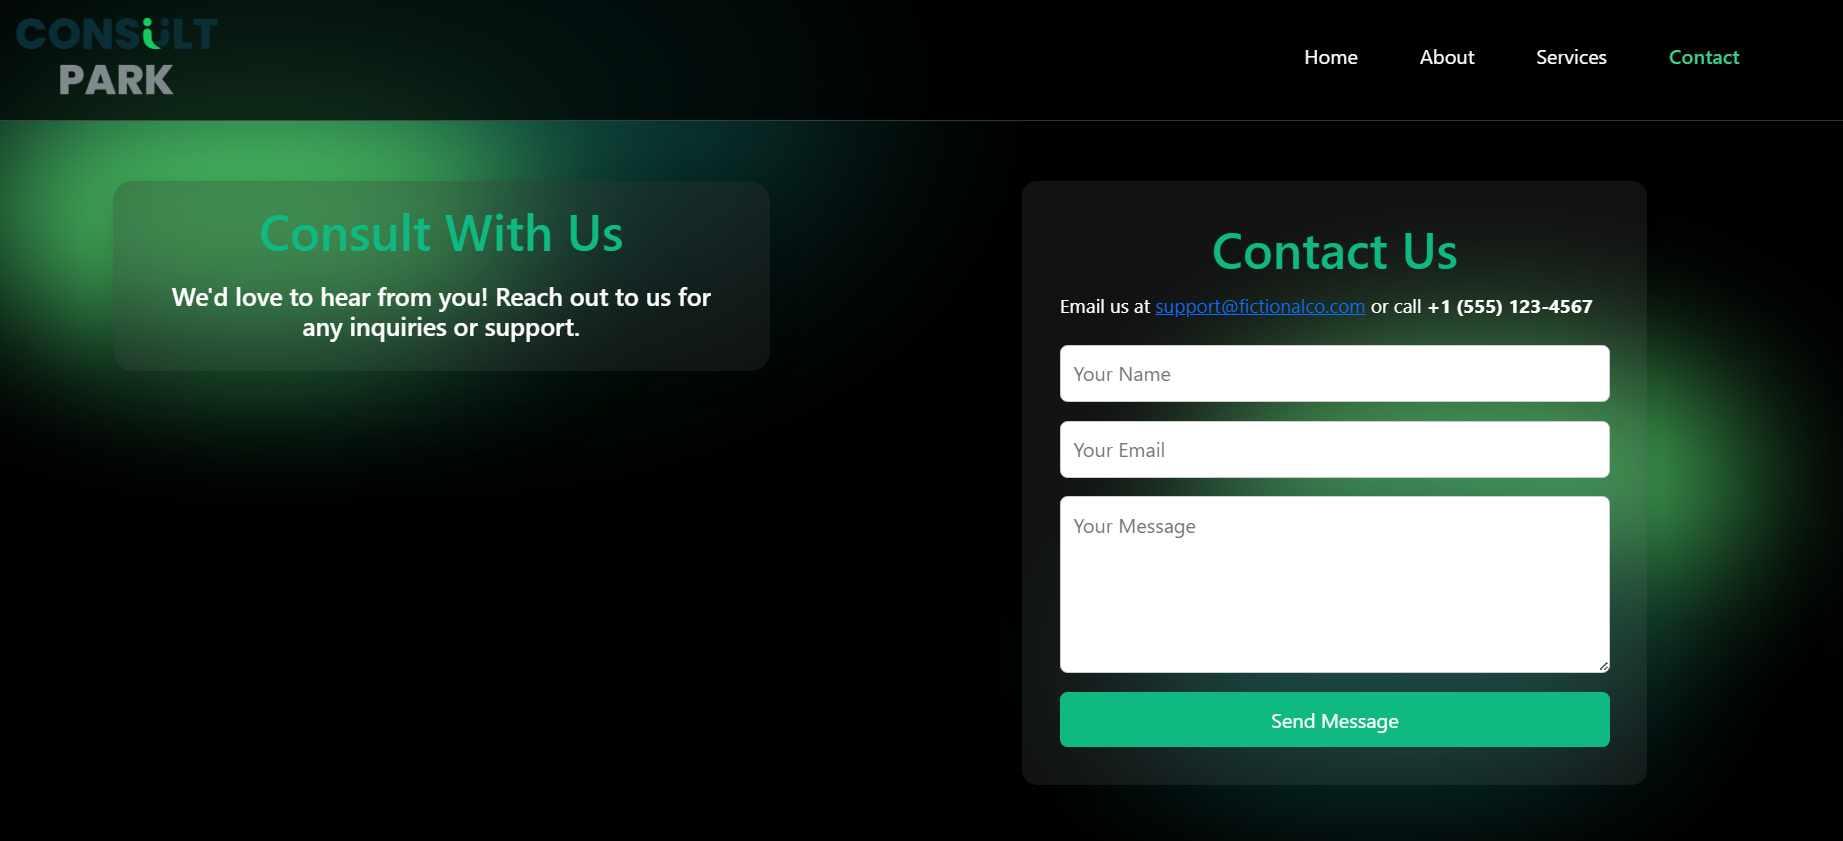 CONSULT
PARK
Home
About
Services
Contact
Consult With Us
We'd love to hear from you! Reach out to us for
any inquiries or support.
Contact Us
Email us at support@fictionalco.com or call +1 (555) 123-4567
Your Name
Your Email
Your Message
Send Message